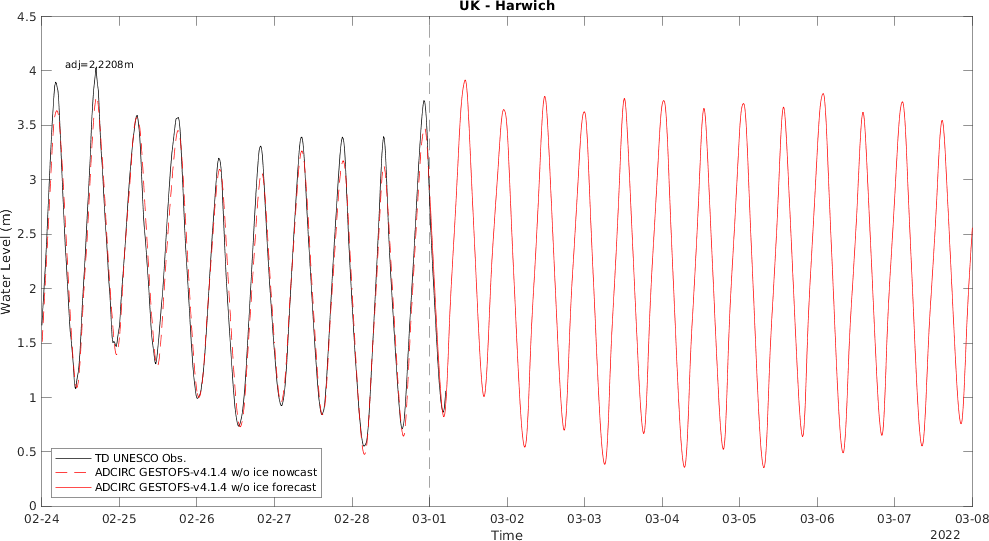 UK - Harwich
4.5
adj=2.2208m
4
3.5
3
2.5
2
1.5
1
0.5
0
Water Level (m)
TD UNESCO Obs.
ADCIRC GESTOFS-v4.1.4 w/o ice nowcast
ADCIRC GESTOFS-v4.1.4 w/o ice forecast
02-24 02-25 02-26 02-27 02-28 03-01 03-02 03-03 03-04 03-05 03-06 03-07 03-08
Time
2022